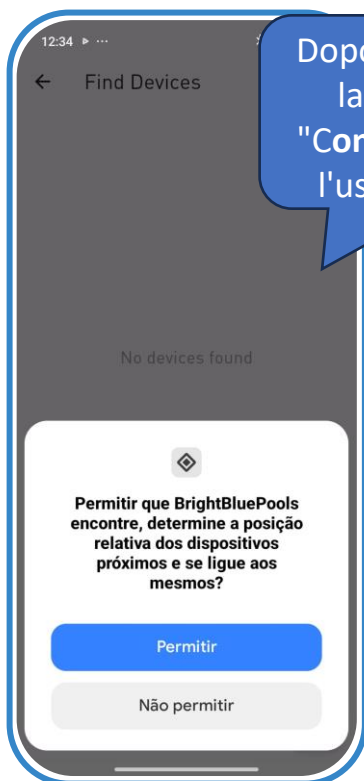 12:34
Find Devices
Dopo
la
l'us
No devices found
Permitir que BrightBluePools
encontre, determine a posição
relativa dos dispositivos
próximos e se ligue aos
mesmos?
Permitir
Não permitir